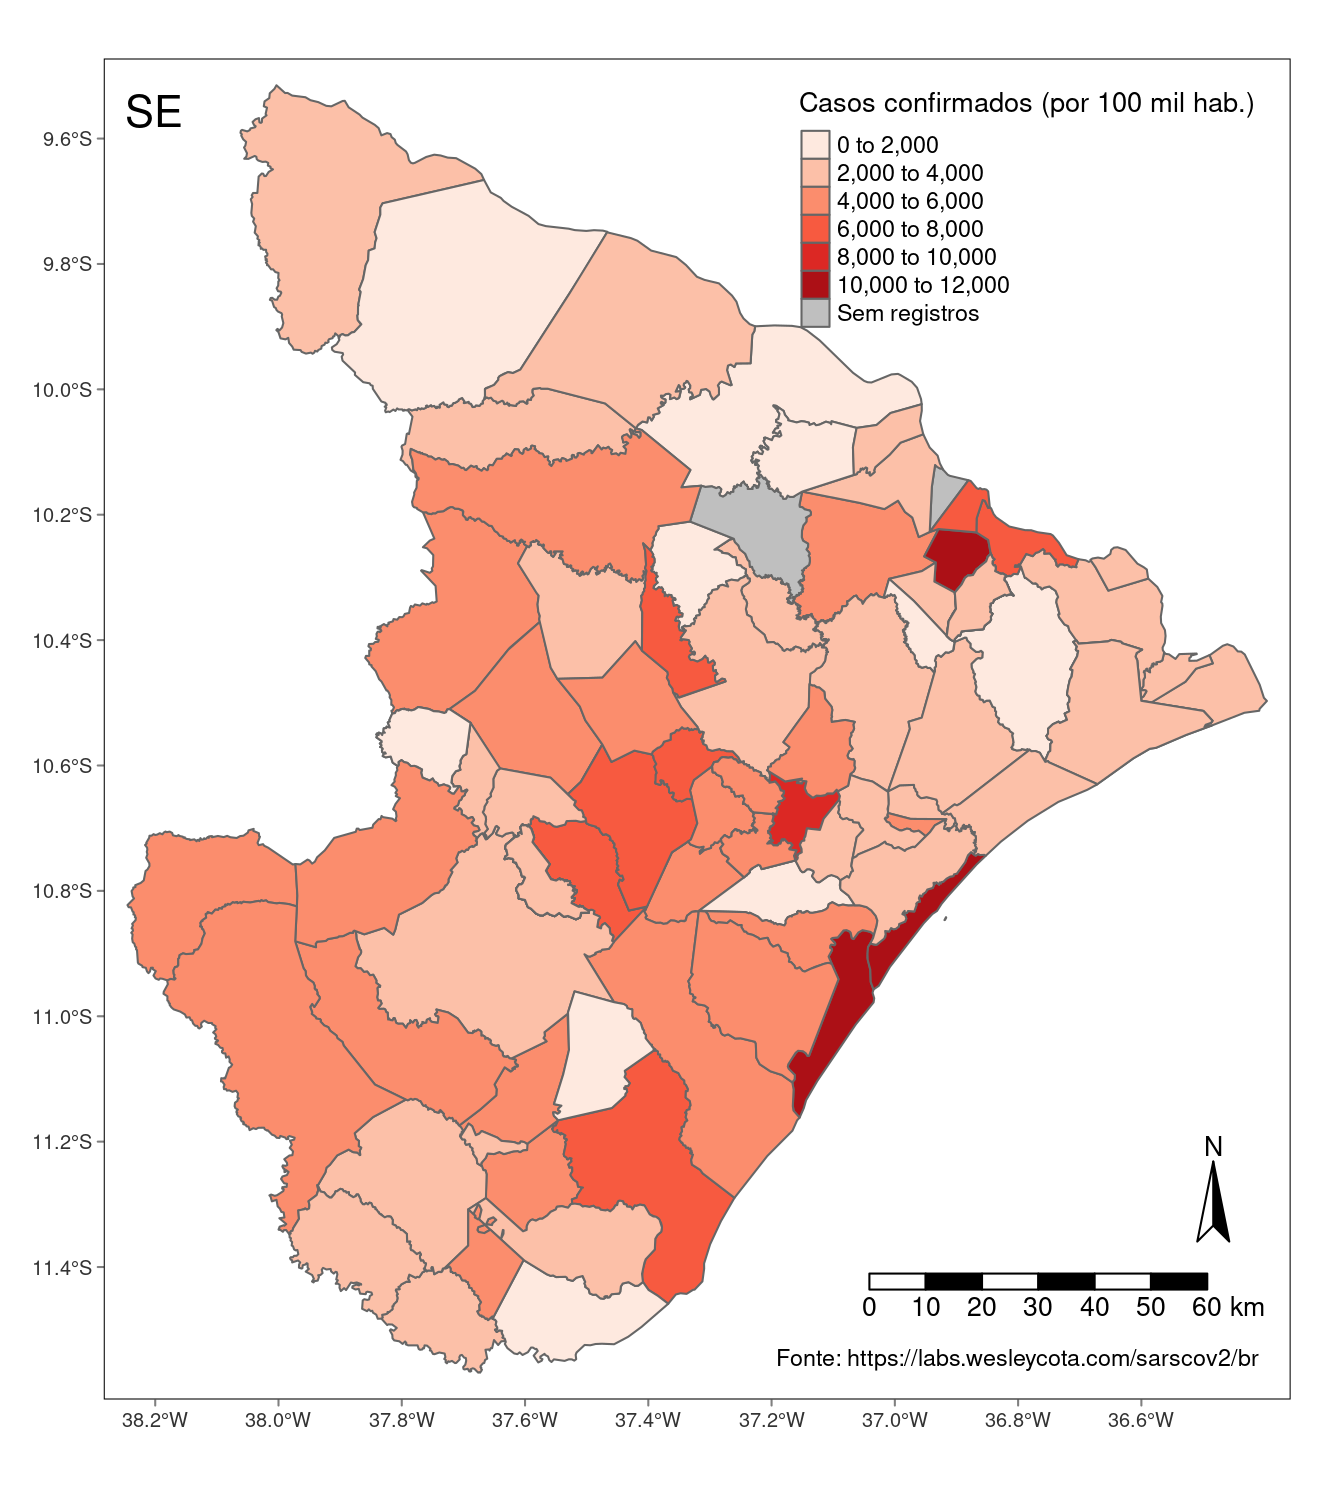 SE
Casos confirmados (por 100 mil hab.)
0 to 2,000
2,000 to 4,000
4,000 to 6,000
6,000 to 8,000
8,000 to 10,000
10,000 to 12,000
Sem registros
9.6°S
9.8°S
10.0°S
10.2°S
10.4°S
10.6°S
10.8°S
11.0°S
11.2°S
11.4°S
N
0 10 20 30 40 50 60 km
Fonte: https://labs.wesleycota.com/sarscov2/br
38.2°W 38.0°W 37.8°W 37.6°W 37.4°W 37.2°W 37.0°W 36.8°W 36.6°W